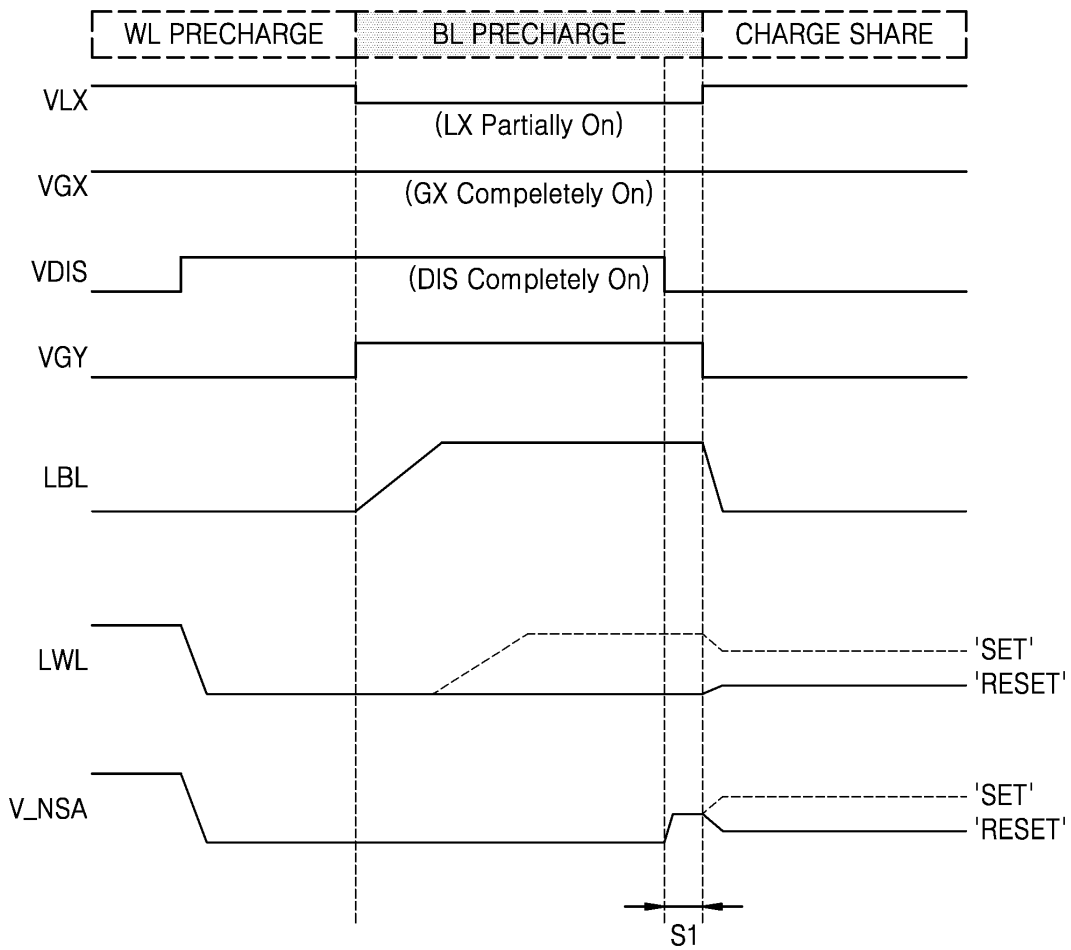 WL PRECHARGE
BL PRECHARGE
CHARGE SHARE
VLX
(LX Partially On)
VGX
(GX Compeletely On)
VDIS
(DIS Completely On)
VGY
LBL
LWL
'SET'
'RESET'
V_NSA
'SET'
'RESET'
S1